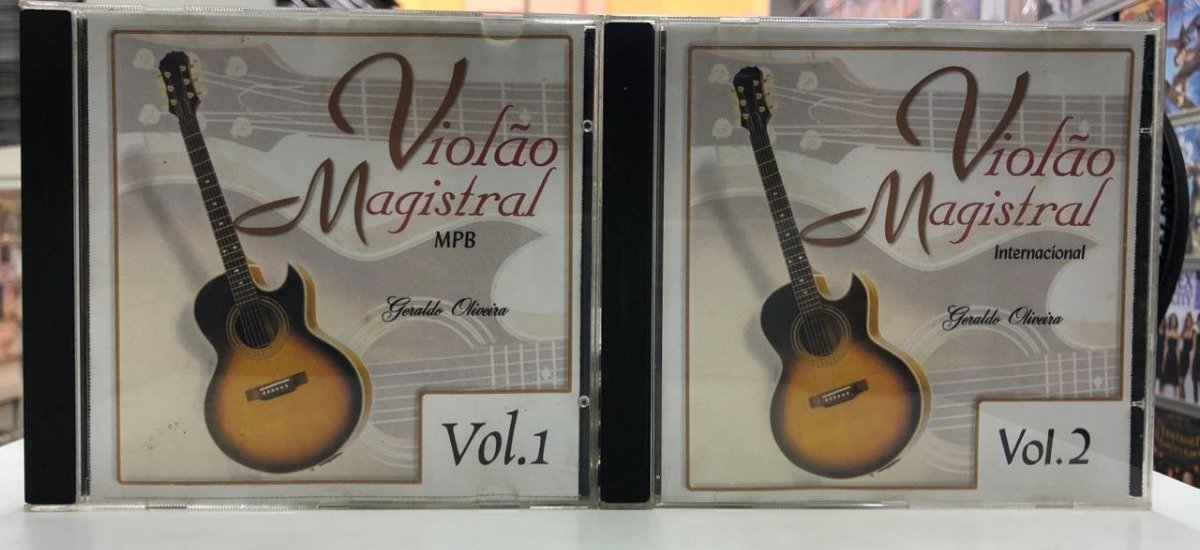 Violão
Magistral
MPB
Geraldo Oliveira
Vol.1
Violão
Magistral
Internacional
Geraldo Oliveira
Vol.2